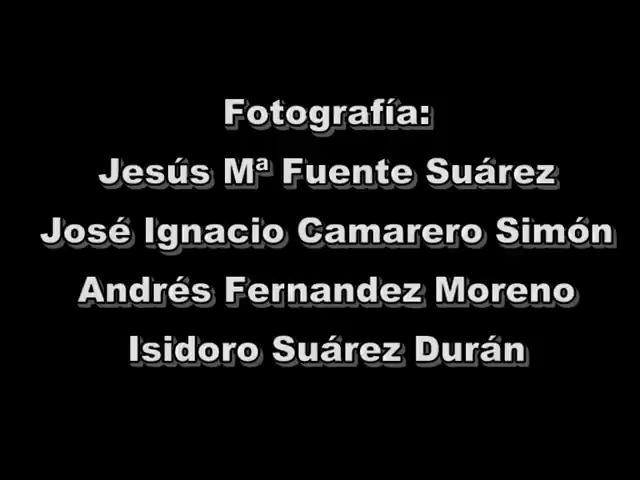 Fotografía:
Jesús Mª Fuente Suárez
José Ignacio Camarero Simón
Andrés Fernandez Moreno
Isidoro Suárez Durán